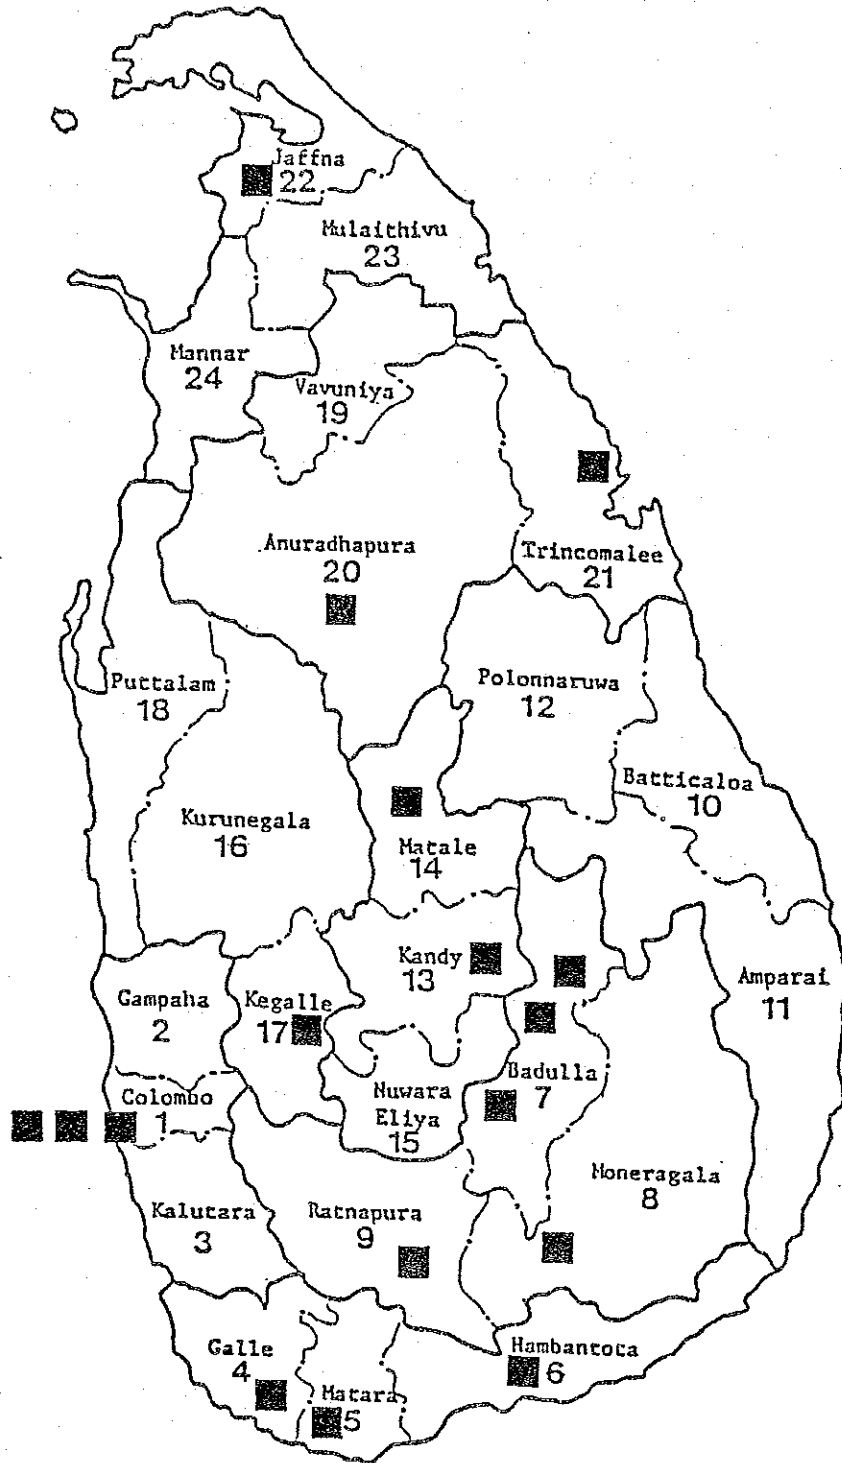 Jaffna
22
Mulaithivu
23
Mannar
24
Vavuniya
19
Anuradhapura
20
Trincomalee
21
Puttalam
18
Polonnaruwa
12
Batticaloa
10
Kurunegala
16
Matale
14
Kandy
13
Amparai
11
Gampaha
2
Kegalle
17
Badulla
7
Colombo
1
Nuwara
Eliya
15
Moneragala
8
Kalutara
3
Ratnapura
9
Galle
4
Matara
5
Hambantota
6